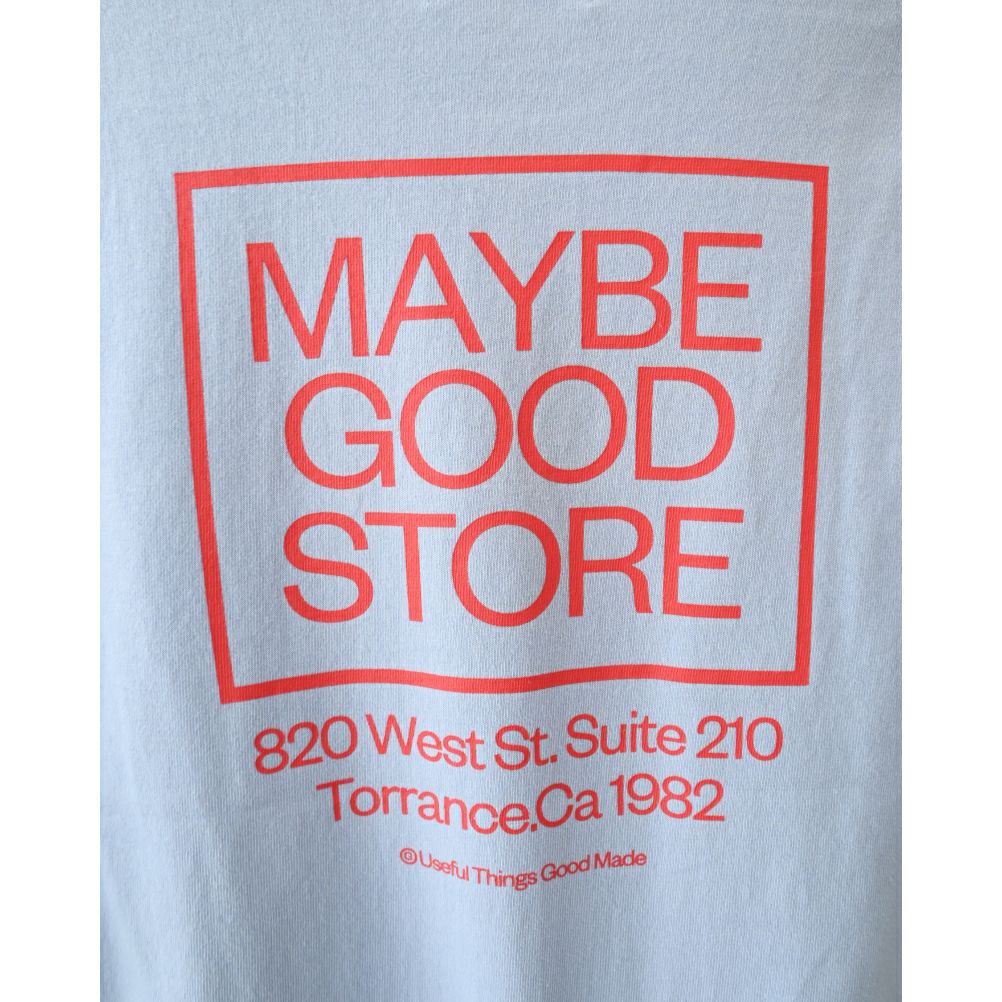 MAYBE
GOOD
STORE
820 West St. Suite 210
Torrance.Ca 1982
©Useful Things Good Made